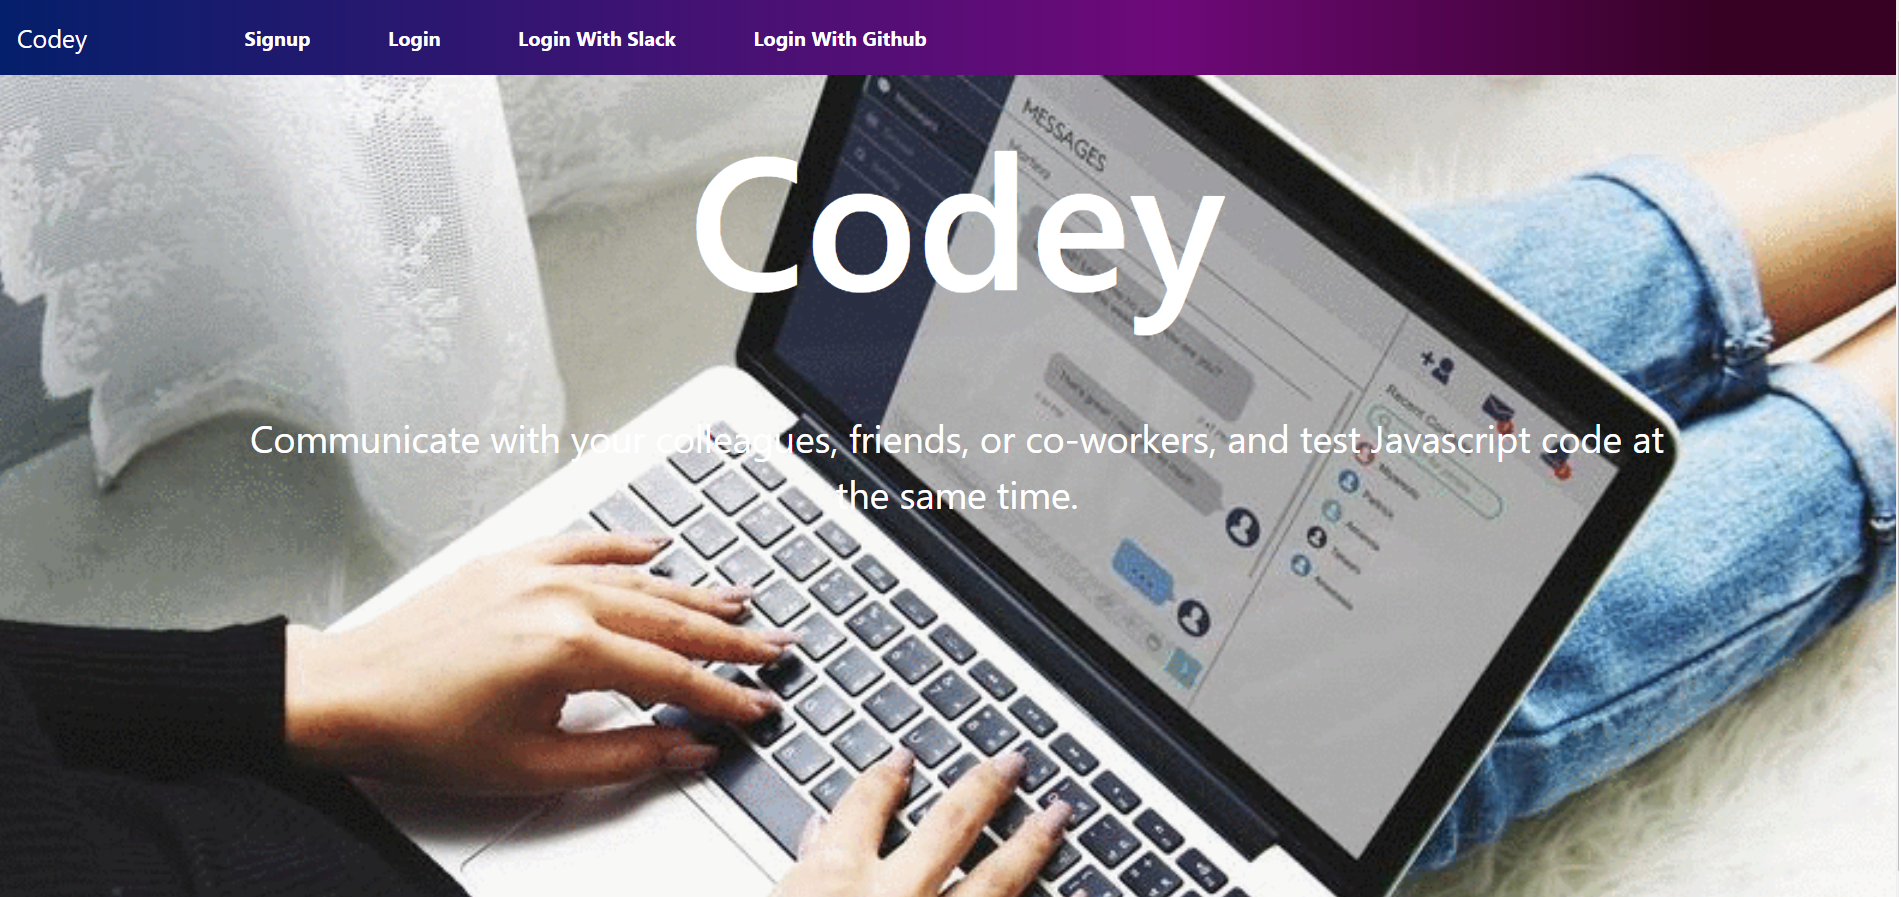 Codey
Signup
Login
Login With Slack
Login With Github
MESSAGES
Codey
Communicate with your colleagues, friends, or co-workers, and test Javascript code at
the same time.